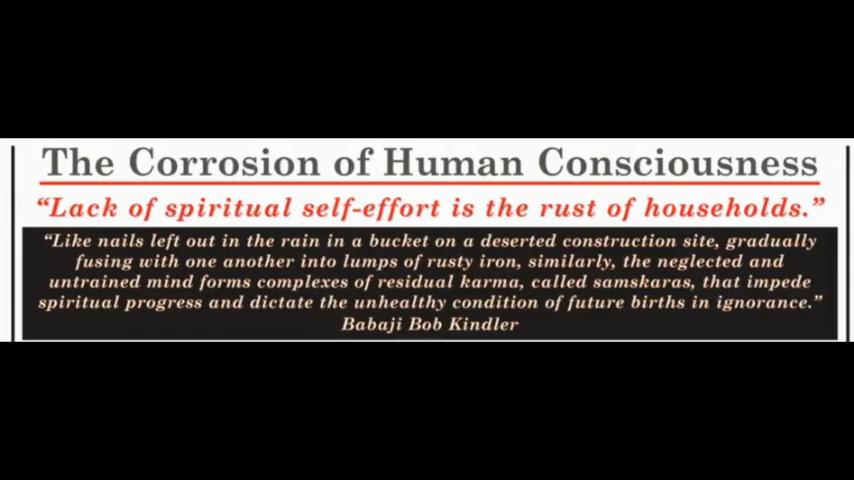 The Corrosion of Human Consciousness
“Lack of spiritual self-effort is the rust of households.”
“Like nails left out in the rain in a bucket on a deserted construction site, gradually
fusing with one another into lumps of rusty iron, similarly, the neglected and
untrained mind forms complexes of residual karma, called samskaras, that impede
spiritual progress and dictate the unhealthy condition of future births in ignorance.”
Babaji Bob Kindler